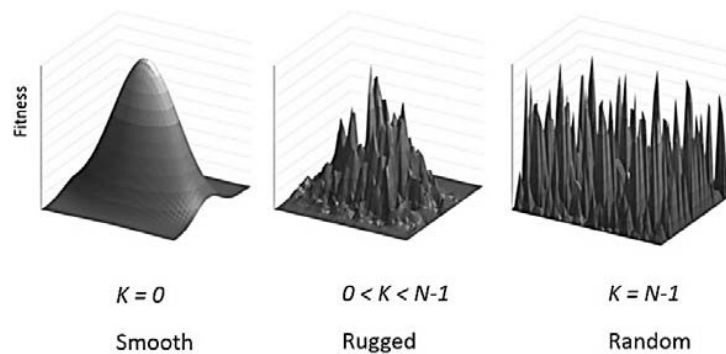 Fitness
K = 0
0 < K < N-1
K = N-1
Smooth
Rugged
Random